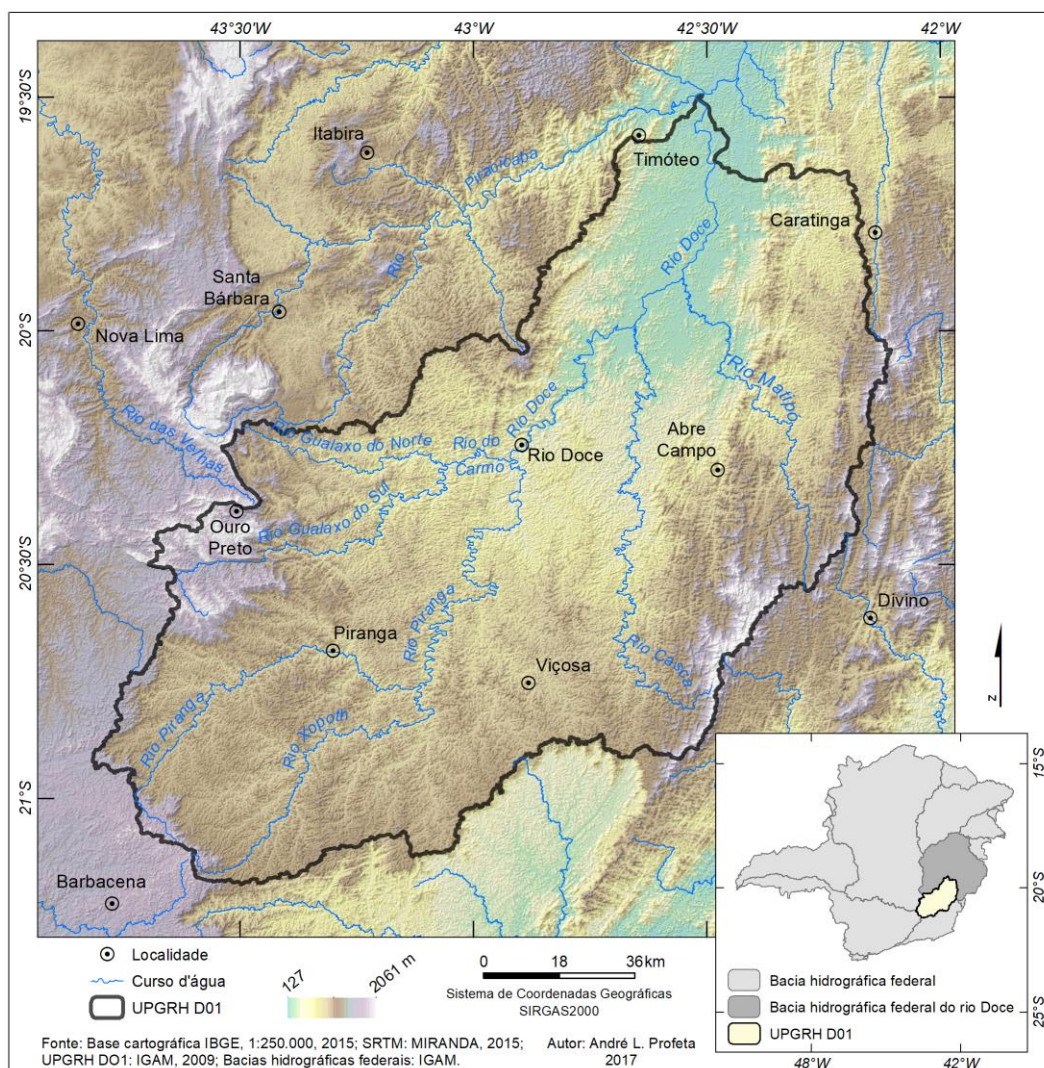 43°30'W
43°W
42°30'W
42°W
19°30'S
Itabira
Piracicaba
Timóteo
Rio
Rio Doce
Caratinga
Santa
Bárbara
20°S
Nova Lima
Rio Matipó
Rio das Velhas
Rio Gualaxo do Norte
Rio do
Carmo
Rio Doce
Rio Doce
Abre
Campo
Rio Gualaxo do Sul
Ouro
Preto
20°30'S
Rio Piranga
Divino
Piranga
Rio Casca
Viçosa
Rio Piranga
Rio Xopotó
z
21°S
Barbacena
Localidade
Curso d'água
UPGRH D01
127
2061 m
0
18
36 km
Sistema de Coordenadas Geográficas
SIRGAS2000
Fonte: Base cartográfica IBGE, 1:250.000, 2015; SRTM: MIRANDA, 2015;
UPGRH DO1: IGAM, 2009; Bacias hidrográficas federais: IGAM.
Autor: André L. Profeta
2017
15°S
20°S
25°S
48°W
42°W
Bacia hidrográfica federal
Bacia hidrográfica federal do rio Doce
UPGRH D01